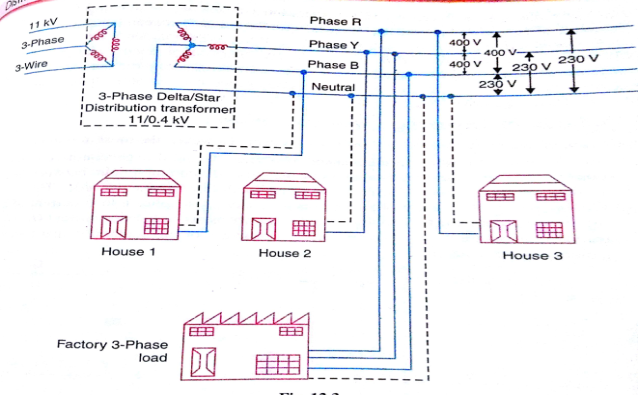 11 kV
3-Phase
3-Wire
3-Phase Delta/Star
Distribution transformer
11/0.4 kV
Phase R
Phase Y
Phase B
Neutral
400 V
400 V
400 V
230 V
230 V
230 V
House 1
House 2
House 3
Factory 3-Phase
load